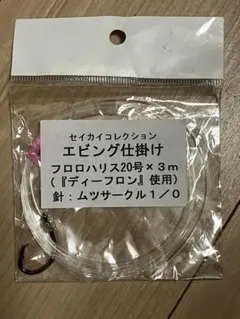 セイカイコレクション
エビング仕掛け
フロロハリス20号×3m
(『ディーフロン』使用)
針:ムツサークル1/0